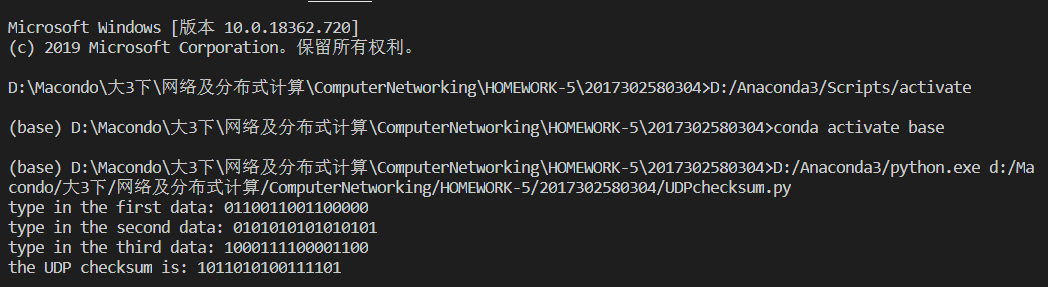 Microsoft Windows [版本 10.0.18362.720]
(c) 2019 Microsoft Corporation。保留所有权利。
D:\Macondo\大3下\网络及分布式计算\ComputerNetworking\HOMEWORK-5\2017302580304>D:/Anaconda3/Scripts/activate
(base) D:\Macondo\大3下\网络及分布式计算\ComputerNetworking\HOMEWORK-5\2017302580304>conda activate base
(base) D:\Macondo\大3下\网络及分布式计算\ComputerNetworking\HOMEWORK-5\2017302580304>D:/Anaconda3/python.exe d:/Ma
condo/大3下/网络及分布式计算/ComputerNetworking/HOMEWORK-5/2017302580304/UDPchecksum.py
type in the first data: 0110011001100000
type in the second data: 0101010101010101
type in the third data: 1000111100001100
the UDP checksum is: 1011010100111101